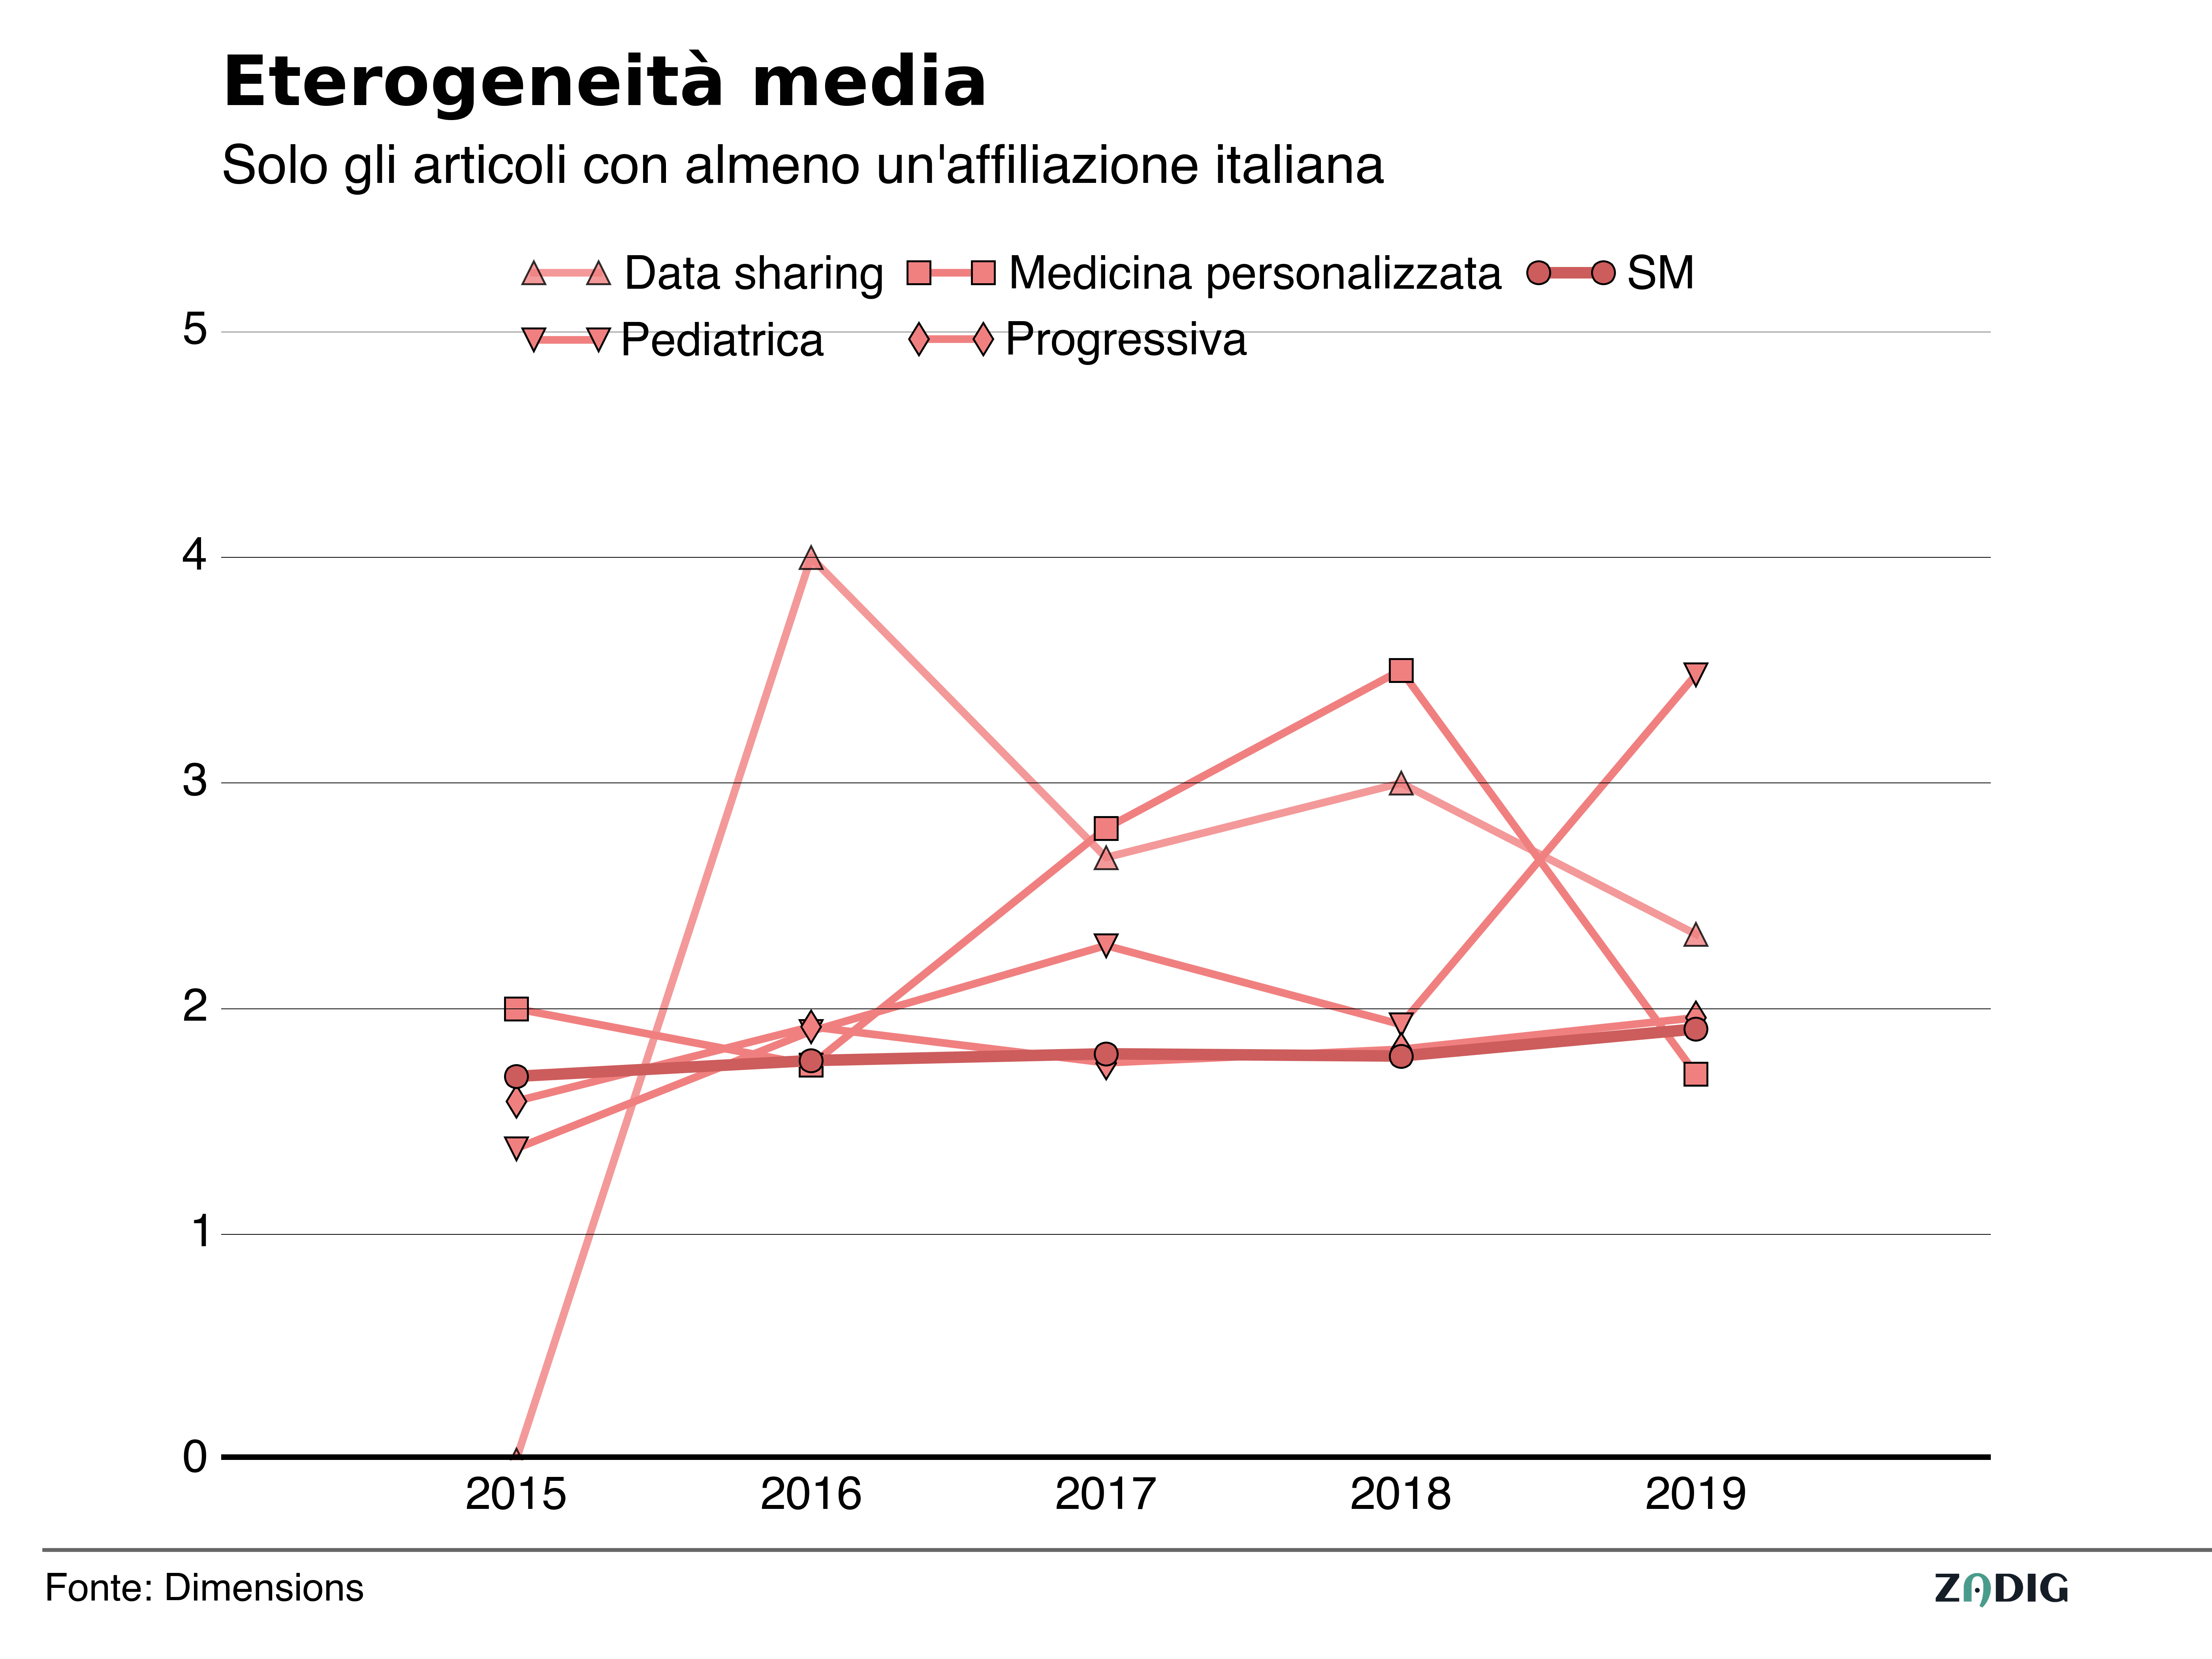 Eterogeneità media
Solo gli articoli con almeno un'affiliazione italiana
Data sharing Medicina personalizzata SM
Pediatrica Progressiva
5
4
3
2
1
0
2015 2016 2017 2018 2019
Fonte: Dimensions
ZADIG